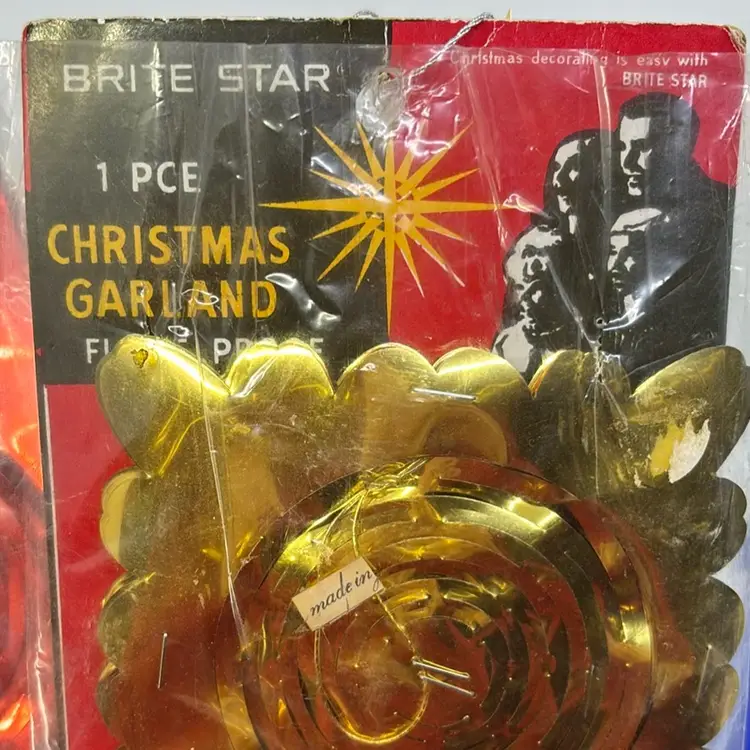 BRITE STAR
Christmas decorating is easy with
BRITE STAR
1 PCE
CHRISTMAS
GARLAND
made in